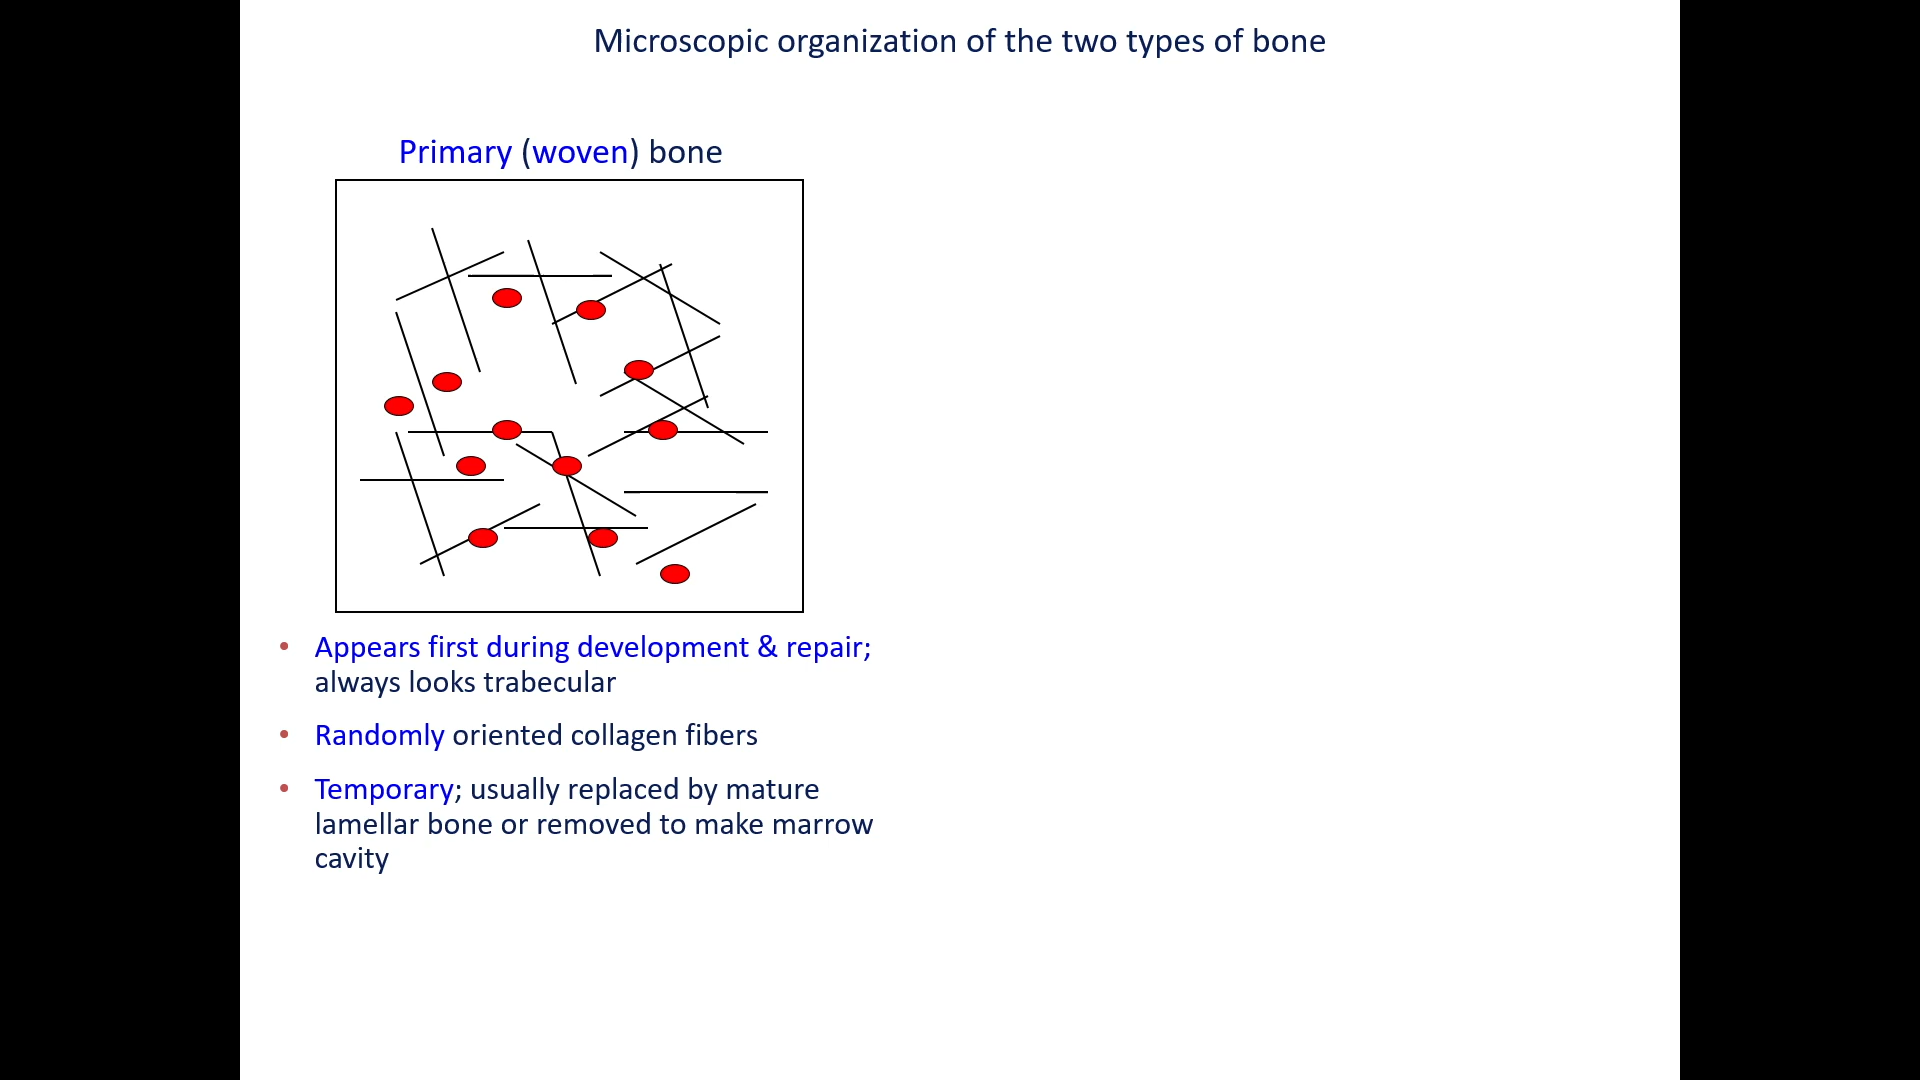 Microscopic organization of the two types of bone
Primary (woven) bone
• Appears first during development & repair;
always looks trabecular
• Randomly oriented collagen fibers
• Temporary; usually replaced by mature
lamellar bone or removed to make marrow
cavity